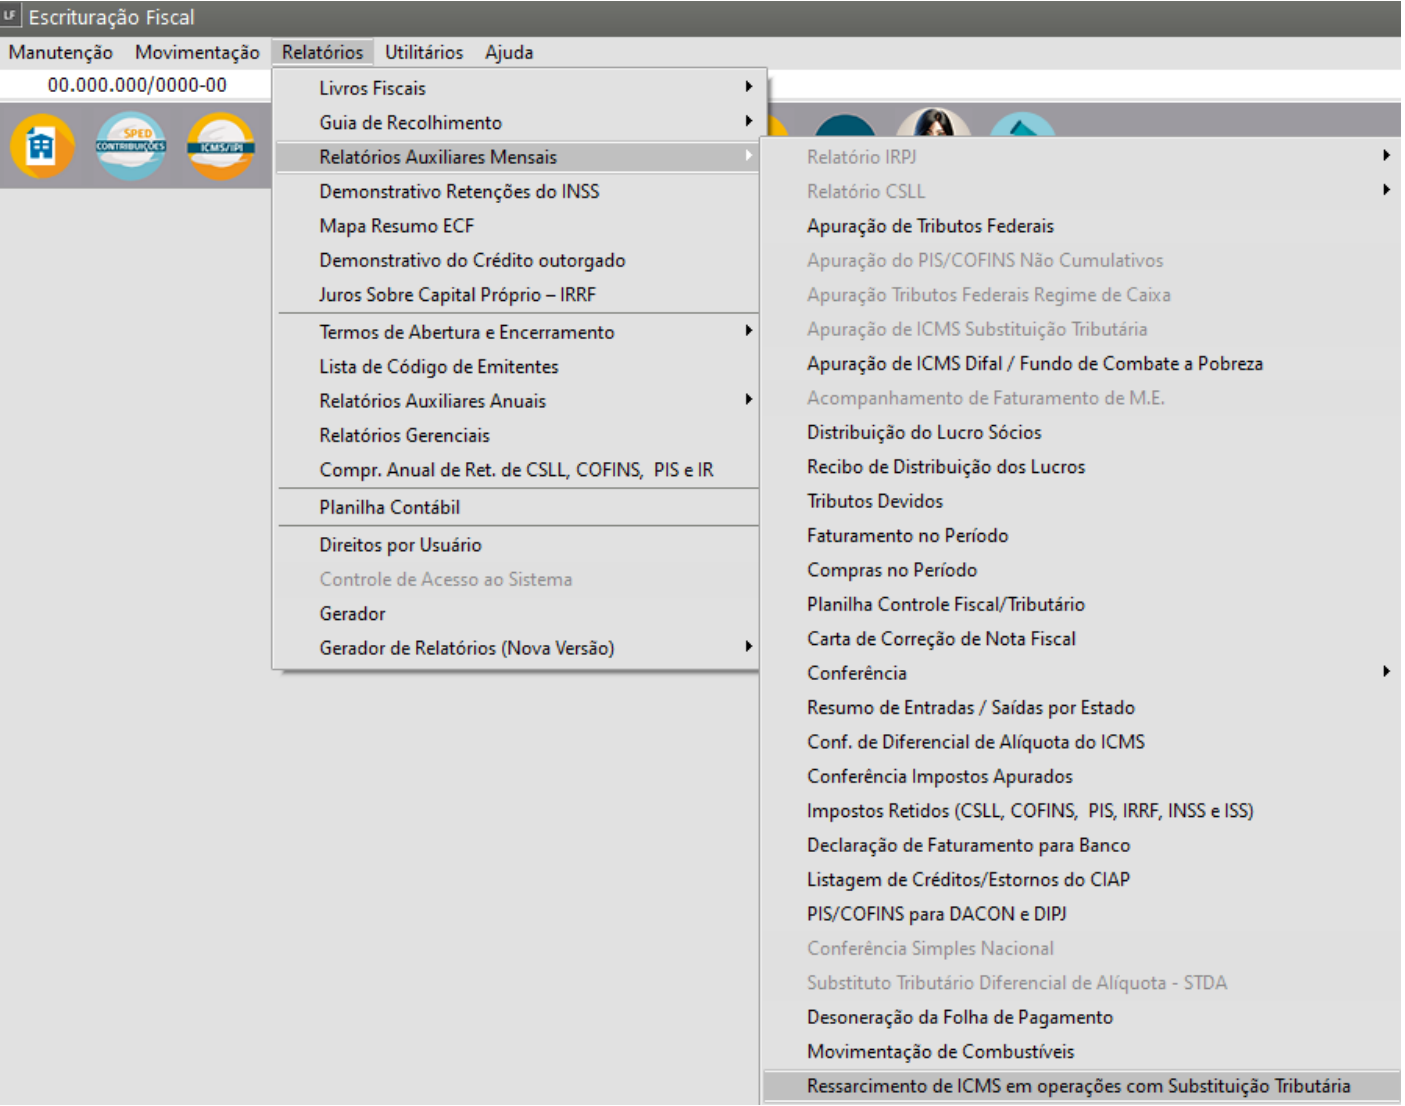 LF Escrituração Fiscal
Manutenção Movimentação Relatórios Utilitários Ajuda
00.000.000/0000-00
SPED
CONTRIBUIÇÕES
ICMS/IPI
Livros Fiscais
Guia de Recolhimento
Relatórios Auxiliares Mensais
Demonstrativo Retenções do INSS
Mapa Resumo ECF
Demonstrativo do Crédito outorgado
Juros Sobre Capital Próprio – IRRF
Termos de Abertura e Encerramento
Lista de Código de Emitentes
Relatórios Auxiliares Anuais
Relatórios Gerenciais
Compr. Anual de Ret. de CSLL, COFINS,  PIS e IR
Planilha Contábil
Direitos por Usuário
Controle de Acesso ao Sistema
Gerador
Gerador de Relatórios (Nova Versão)
Relatório IRPJ
Relatório CSLL
Apuração de Tributos Federais
Apuração do PIS/COFINS Não Cumulativos
Apuração Tributos Federais Regime de Caixa
Apuração de ICMS Substituição Tributária
Apuração de ICMS Difal / Fundo de Combate a Pobreza
Acompanhamento de Faturamento de M.E.
Distribuição do Lucro Sócios
Recibo de Distribuição dos Lucros
Tributos Devidos
Faturamento no Período
Compras no Período
Planilha Controle Fiscal/Tributário
Carta de Correção de Nota Fiscal
Conferência
Resumo de Entradas / Saídas por Estado
Conf. de Diferencial de Alíquota do ICMS
Conferência Impostos Apurados
Impostos Retidos (CSLL, COFINS,  PIS, IRRF, INSS e ISS)
Declaração de Faturamento para Banco
Listagem de Créditos/Estornos do CIAP
PIS/COFINS para DACON e DIPJ
Conferência Simples Nacional
Substituto Tributário Diferencial de Alíquota - STDA
Desoneração da Folha de Pagamento
Movimentação de Combustíveis
Ressarcimento de ICMS em operações com Substituição Tributária